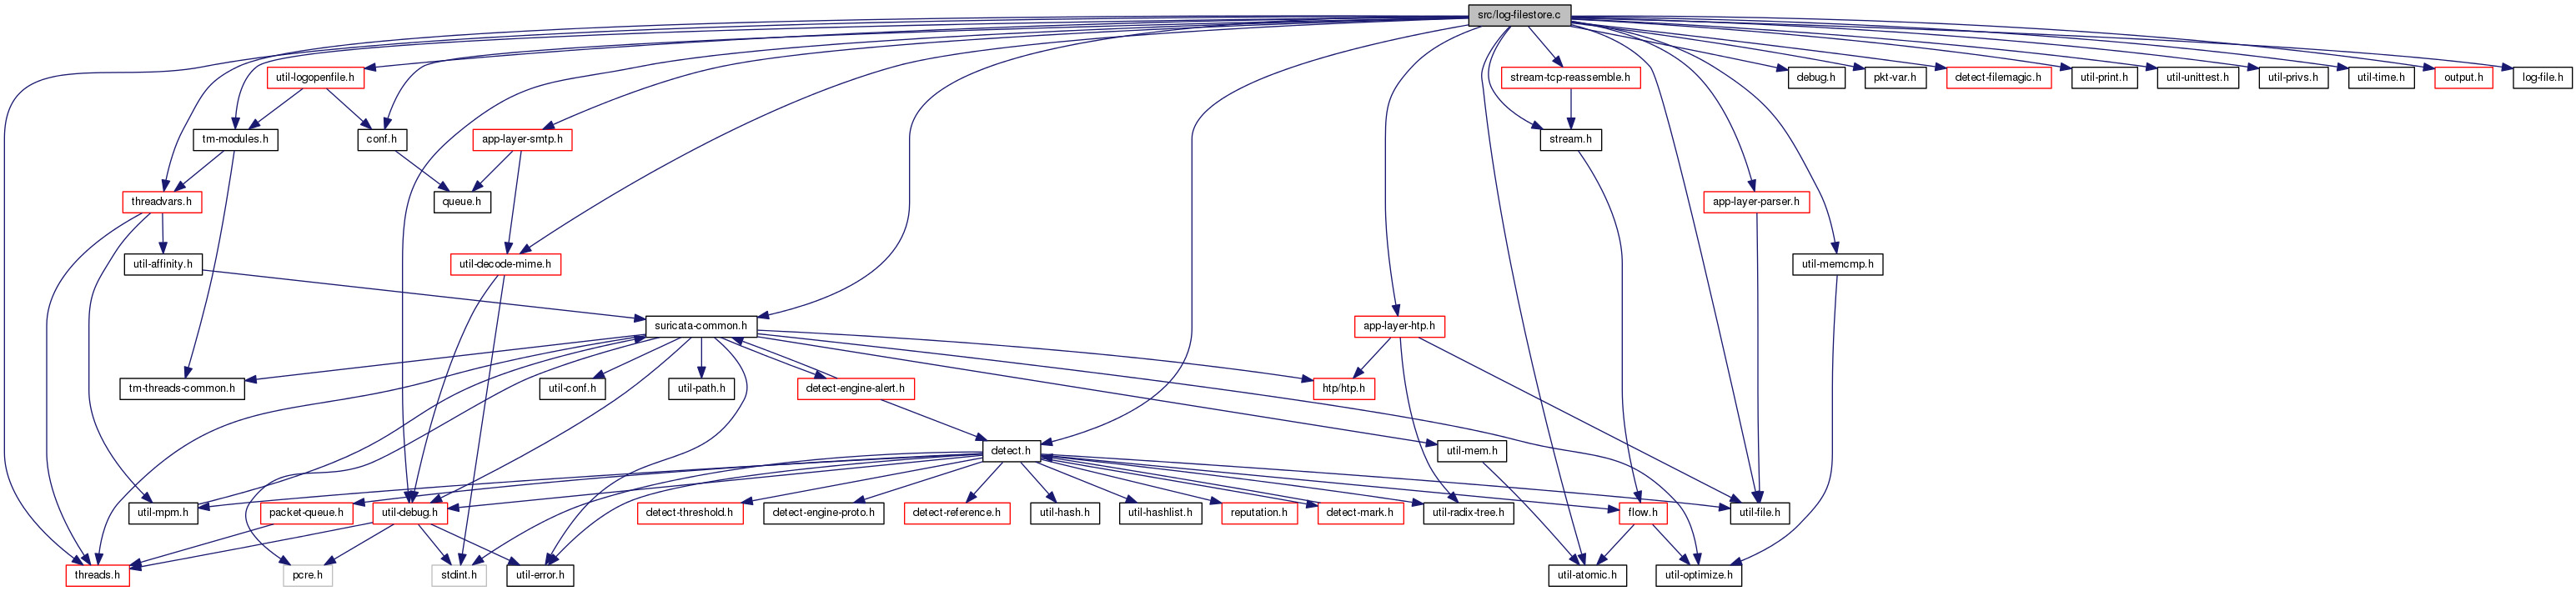 src/log-filestore.c
util-logopenfile.h
stream-tcp-reassemble.h
debug.h
pkt-var.h
detect-filemagic.h
util-print.h
util-unittest.h
util-privs.h
util-time.h
output.h
log-file.h
tm-modules.h
conf.h
app-layer-smtp.h
stream.h
threadvars.h
queue.h
app-layer-parser.h
util-affinity.h
util-decode-mime.h
util-memcmp.h
suricata-common.h
app-layer-htp.h
tm-threads-common.h
util-conf.h
util-path.h
detect-engine-alert.h
htp/htp.h
detect.h
util-mem.h
util-mpm.h
packet-queue.h
util-debug.h
detect-threshold.h
detect-engine-proto.h
detect-reference.h
util-hash.h
util-hashlist.h
reputation.h
detect-mark.h
util-radix-tree.h
flow.h
util-file.h
threads.h
pcre.h
stdint.h
util-error.h
util-atomic.h
util-optimize.h